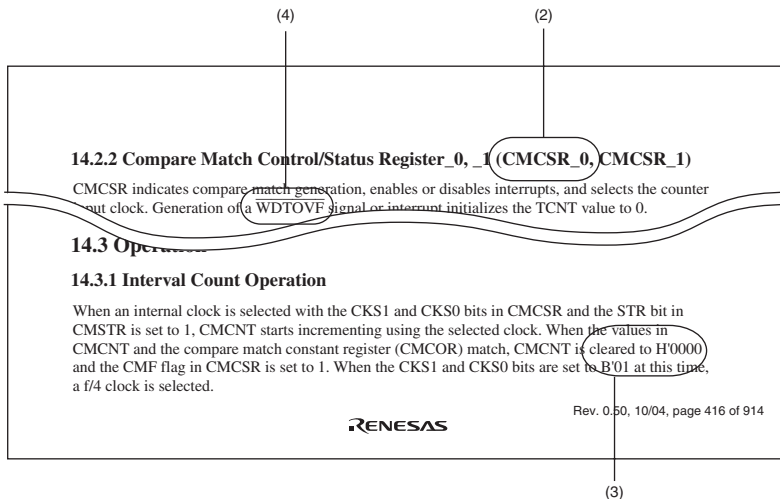 (4)
(2)
14.2.2 Compare Match Control/Status Register_0, _1 (CMCSR_0, CMCSR_1)
CMCSR indicates compare match generation, enables or disables interrupts, and selects the counter
input clock. Generation of a WDTOVF signal or interrupt initializes the TCNT value to 0.
14.3 Operation
14.3.1 Interval Count Operation
When an internal clock is selected with the CKS1 and CKS0 bits in CMCSR and the STR bit in
CMSTR is set to 1, CMCNT starts incrementing using the selected clock. When the values in
CMCNT and the compare match constant register (CMCOR) match, CMCNT is cleared to H'0000
and the CMF flag in CMCSR is set to 1. When the CKS1 and CKS0 bits are set to B'01 at this time,
a f/4 clock is selected.
Rev. 0.50, 10/04, page 416 of 914
RENESAS
(3)